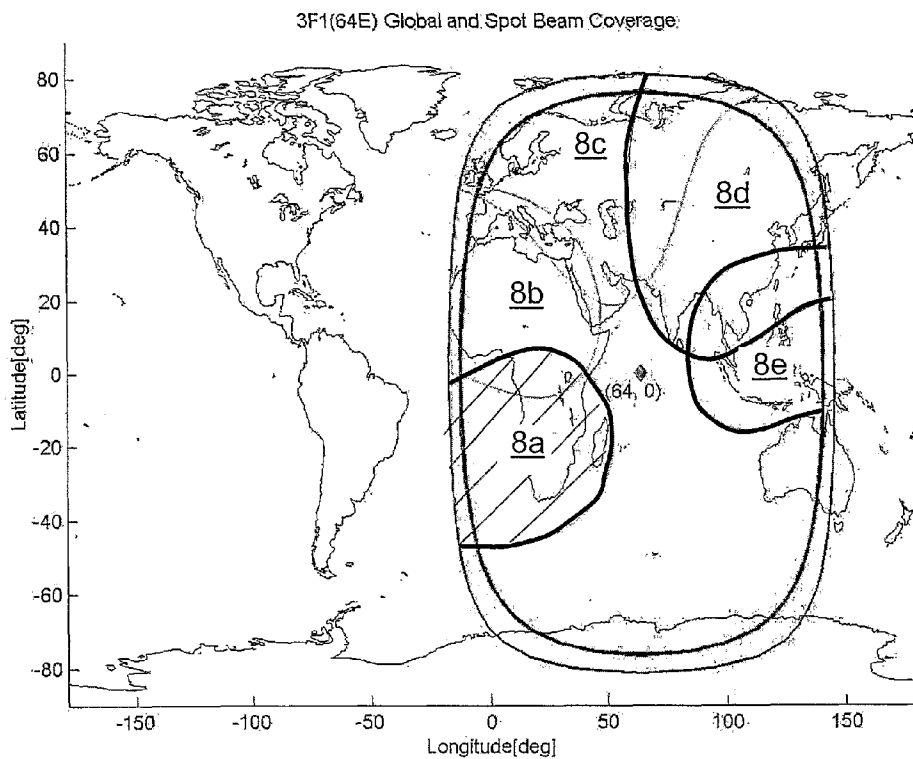 3F1(64E) Global and Spot Beam Coverage
80
60
40
20
0
-20
-40
-60
-80
Latitude[deg]
8c
8d
8b
8e
(64, 0)
8a
-150
-100
-50
0
50
100
150
Longitude[deg]